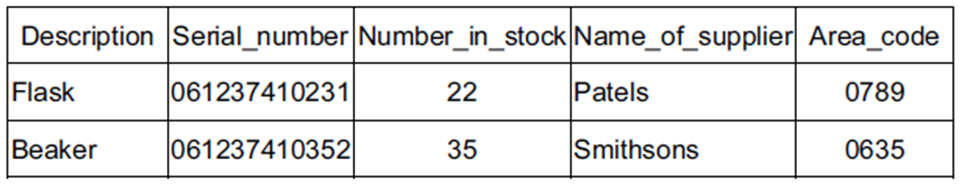 Description Serial_number Number_in_stock Name_of_supplier Area_code
Flask 061237410231 22 Patels 0789
Beaker 061237410352 35 Smithsons 0635